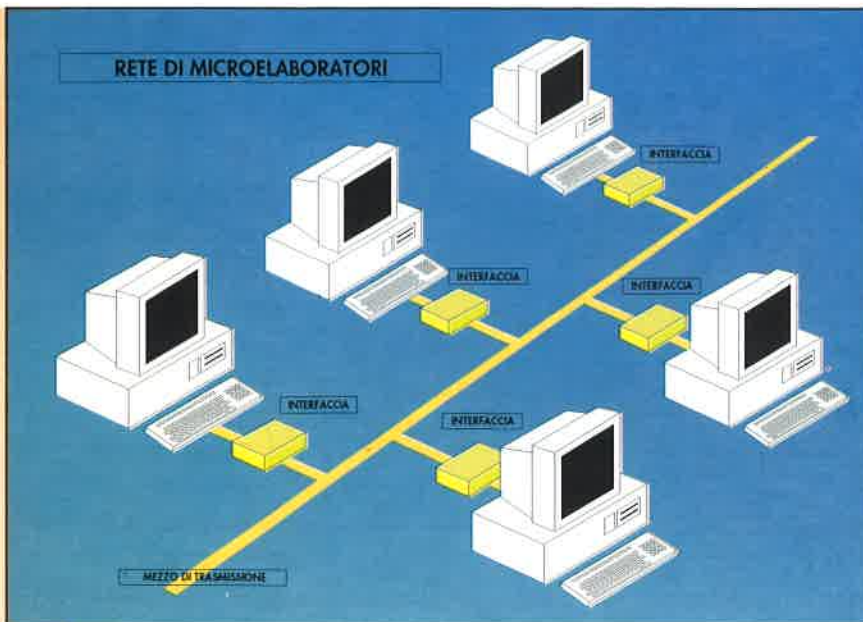 RETE DI MICROELABORATORI
INTERFACCIA
INTERFACCIA
INTERFACCIA
INTERFACCIA
INTERFACCIA
MEZZO DI TRASMISSIONE